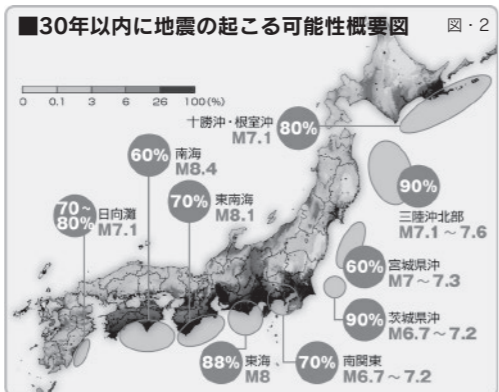 ■30年以内に地震の起こる可能性概要図
図・2
0 0.1 3 6 26 100(%)
十勝沖・根室沖
M7.1
80%
60%
南海
M8.4
70%
東南海
M8.1
70~80%
日向灘
M7.1
90%
三陸沖北部
M7.1~7.6
60%
宮城県沖
M7~7.3
90%
茨城県沖
M6.7~7.2
88%
東海
M8
70%
南関東
M6.7~7.2